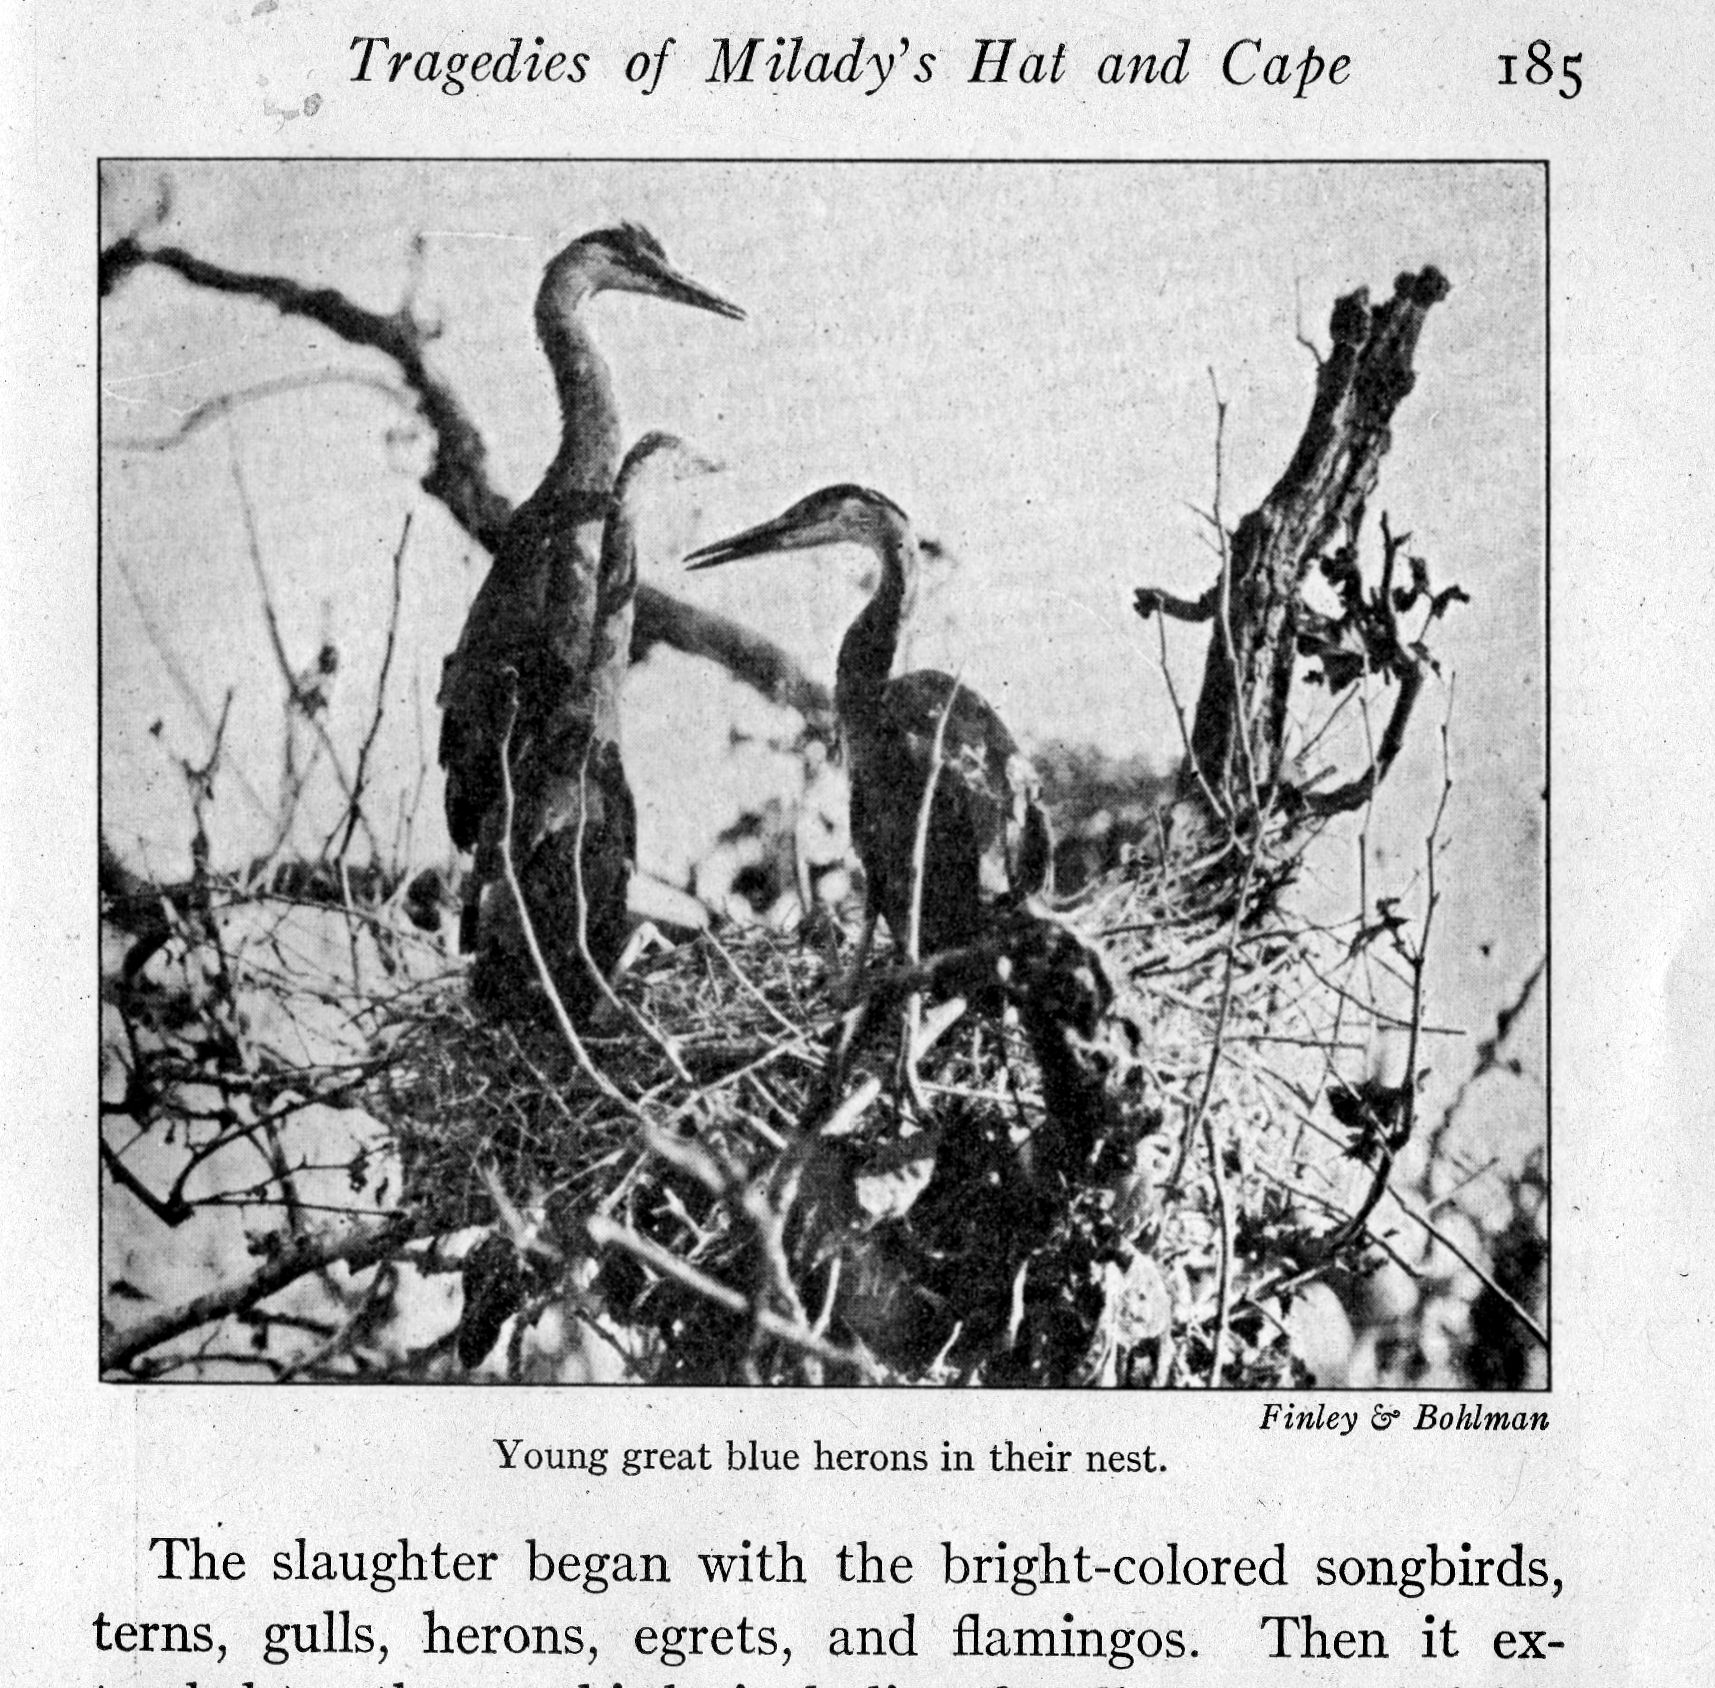 Tragedies of Milady's Hat and Cape 185
Finley & Bohlman
Young great blue herons in their nest.
The slaughter began with the bright-colored songbirds,
terns, gulls, herons, egrets, and flamingos. Then it ex-